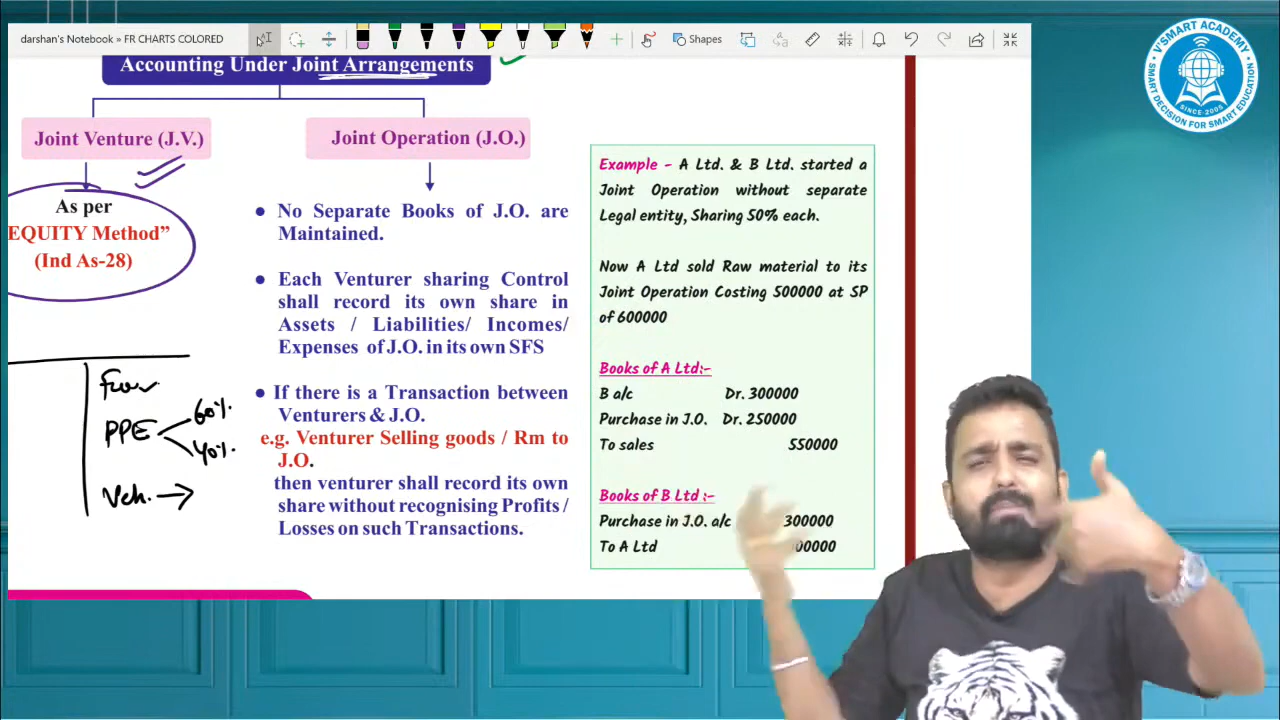 darshan's Notebook » FR CHARTS COLORED
Shapes
Accounting Under Joint Arrangements
Joint Venture (J.V.)
As per
EQUITY Method”
(Ind As-28)
PPE
60%.
40%.
Veh.
Joint Operation (J.O.)
● No Separate Books of J.O. are
Maintained.
● Each Venturer sharing Control
shall record its own share in
Assets / Liabilities/ Incomes/
Expenses of J.O. in its own SFS
● If there is a Transaction between
Venturers & J.O.
e.g. Venturer Selling goods / Rm to
J.O.
then venturer shall record its own
share without recognising Profits /
Losses on such Transactions.
Example - A Ltd. & B Ltd. started a
Joint Operation without separate
Legal entity, Sharing 50% each.
Now A Ltd sold Raw material to its
Joint Operation Costing 500000 at SP
of 600000
Books of A Ltd:-
B a/c Dr. 300000
Purchase in J.O. Dr. 250000
To sales 550000
Books of B Ltd :-
Purchase in J.O. a/c 300000
To A Ltd 00000
V'SMART ACADEMY
SINCE-2005
SMART DECISION FOR SMART EDUCATION